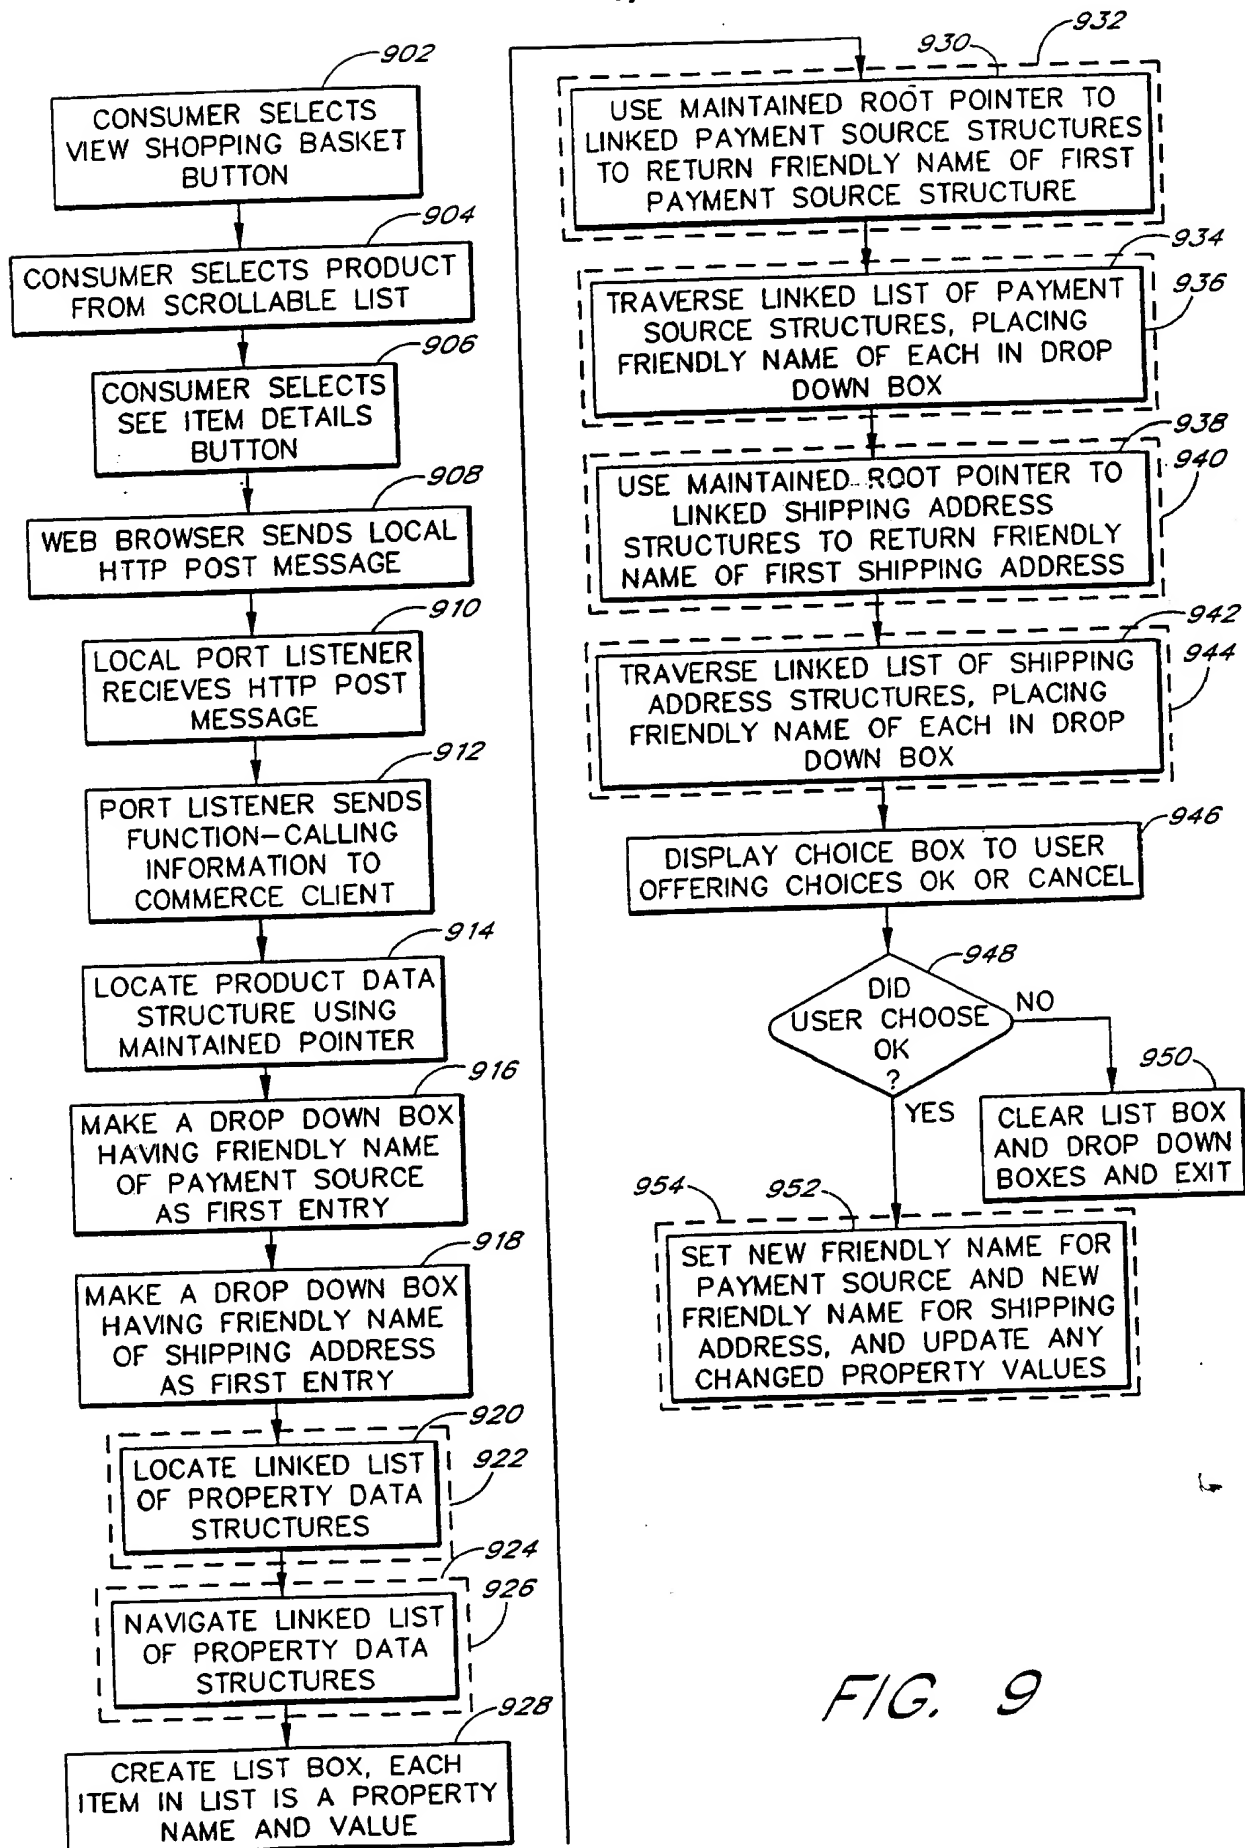 902
CONSUMER SELECTS
VIEW SHOPPING BASKET
BUTTON
904
CONSUMER SELECTS PRODUCT
FROM SCROLLABLE LIST
906
CONSUMER SELECTS
SEE ITEM DETAILS
BUTTON
908
WEB BROWSER SENDS LOCAL
HTTP POST MESSAGE
910
LOCAL PORT LISTENER
RECIEVES HTTP POST
MESSAGE
912
PORT LISTENER SENDS
FUNCTION-CALLING
INFORMATION TO
COMMERCE CLIENT
914
LOCATE PRODUCT DATA
STRUCTURE USING
MAINTAINED POINTER
916
MAKE A DROP DOWN BOX
HAVING FRIENDLY NAME
OF PAYMENT SOURCE
AS FIRST ENTRY
918
MAKE A DROP DOWN BOX
HAVING FRIENDLY NAME
OF SHIPPING ADDRESS
AS FIRST ENTRY
920
922
LOCATE LINKED LIST
OF PROPERTY DATA
STRUCTURES
924
926
NAVIGATE LINKED LIST
OF PROPERTY DATA
STRUCTURES
928
CREATE LIST BOX, EACH
ITEM IN LIST IS A PROPERTY
NAME AND VALUE
930
932
USE MAINTAINED ROOT POINTER TO
LINKED PAYMENT SOURCE STRUCTURES
TO RETURN FRIENDLY NAME OF FIRST
PAYMENT SOURCE STRUCTURE
934
936
TRAVERSE LINKED LIST OF PAYMENT
SOURCE STRUCTURES, PLACING
FRIENDLY NAME OF EACH IN DROP
DOWN BOX
938
940
USE MAINTAINED ROOT POINTER TO
LINKED SHIPPING ADDRESS
STRUCTURES TO RETURN FRIENDLY
NAME OF FIRST SHIPPING ADDRESS
942
944
TRAVERSE LINKED LIST OF SHIPPING
ADDRESS STRUCTURES, PLACING
FRIENDLY NAME OF EACH IN DROP
DOWN BOX
946
DISPLAY CHOICE BOX TO USER
OFFERING CHOICES OK OR CANCEL
948
DID
USER CHOOSE
OK
?
NO
YES
950
CLEAR LIST BOX
AND DROP DOWN
BOXES AND EXIT
954
952
SET NEW FRIENDLY NAME FOR
PAYMENT SOURCE AND NEW
FRIENDLY NAME FOR SHIPPING
ADDRESS, AND UPDATE ANY
CHANGED PROPERTY VALUES
FIG. 9